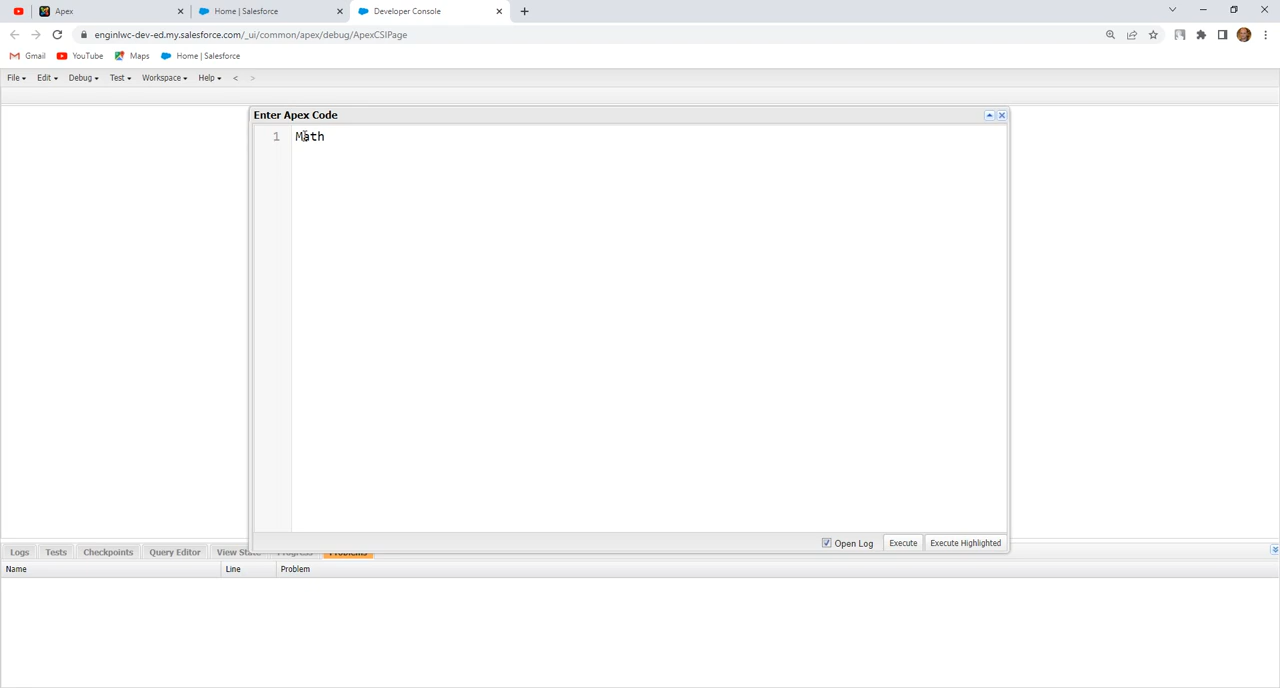 Apex
Home | Salesforce
Developer Console
enginlwc-dev-ed.my.salesforce.com/_ui/common/apex/debug/ApexCSIPage
Gmail YouTube Maps Home | Salesforce
File Edit Debug Test Workspace Help < >
Enter Apex Code
1 Math
Open Log Execute Execute Highlighted
Logs Tests Checkpoints Query Editor View State Progress Problems
Name Line Problem